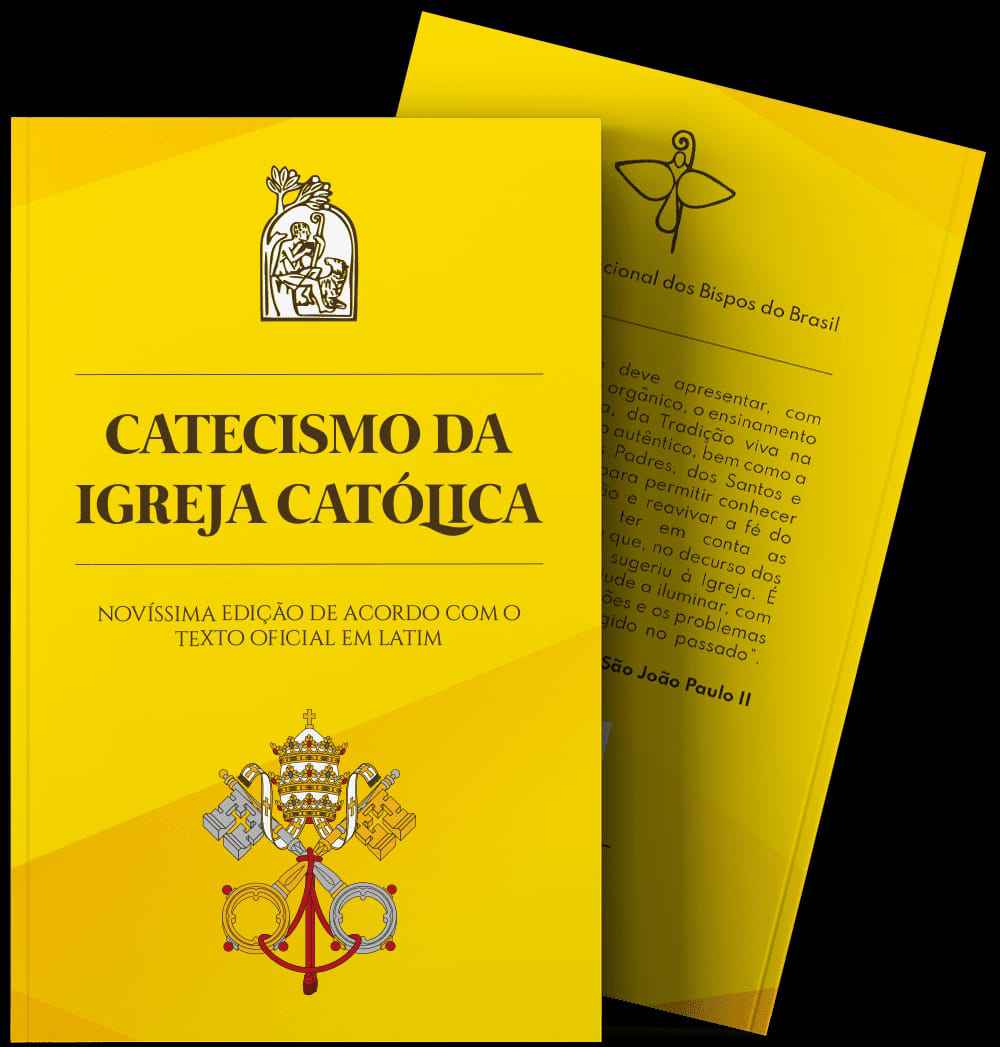 CATECISMO DA
IGREJA CATÓLICA
NOVÍSSIMA EDIÇÃO DE ACORDO COM O
TEXTO OFICIAL EM LATIM
cional dos Bispos do Brasil
deve apresentar, com
orgânico, o ensinamento
da Tradição viva na
autêntico, bem como a
Padres, dos Santos e
para permitir conhecer
e reavivar a fé do
ter em conta as
que, no decurso dos
sugeriu à Igreja. É
ude a iluminar, com
ões e os problemas
gido no passado”.
São João Paulo II